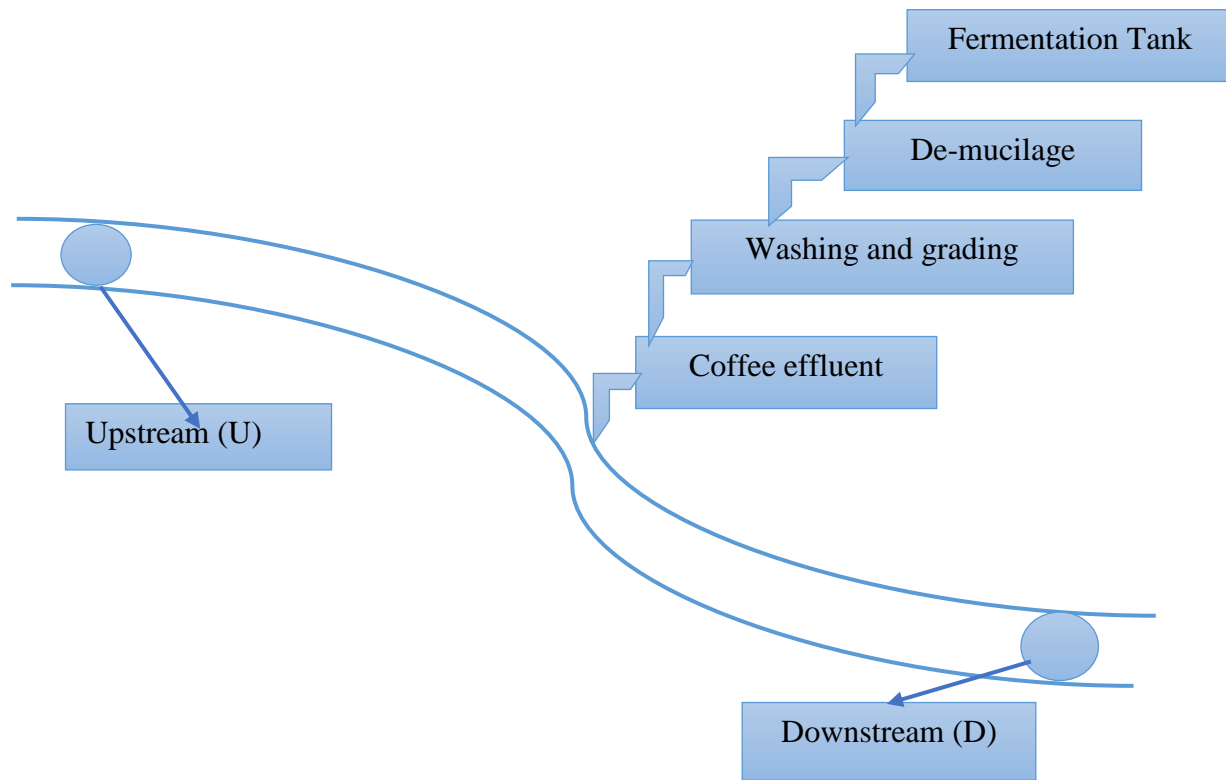 Fermentation Tank
De-mucilage
Washing and grading
Coffee effluent
Upstream (U)
Downstream (D)